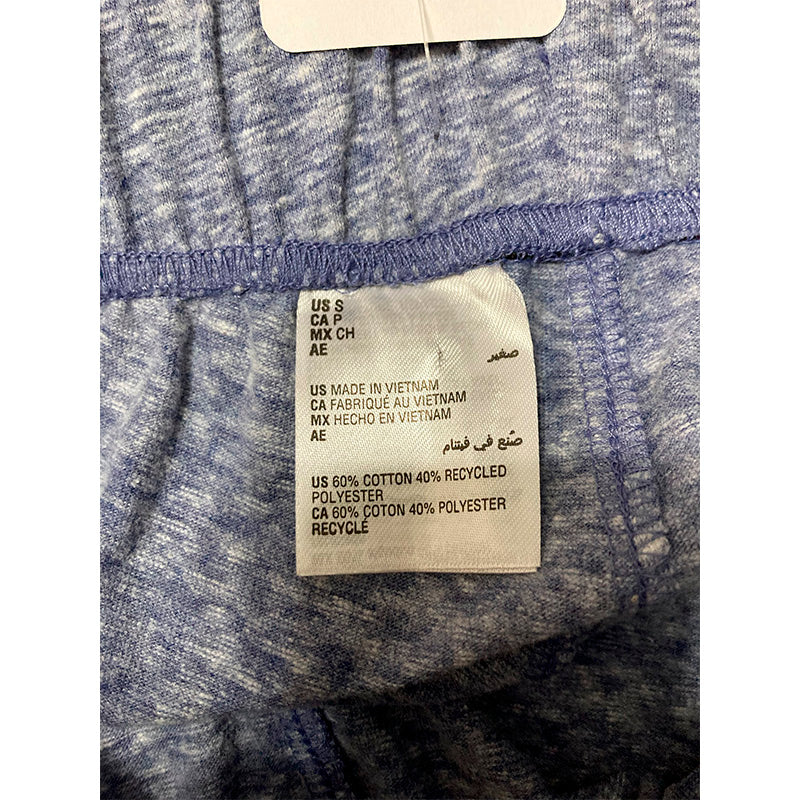 US S
CA P
MX CH
AE
صغير
US MADE IN VIETNAM
CA FABRIQUÉ AU VIETNAM
MX HECHO EN VIETNAM
AE
صُنع في فيتنام
US 60% COTTON 40% RECYCLED
POLYESTER
CA 60% COTON 40% POLYESTER
RECYCLÉ